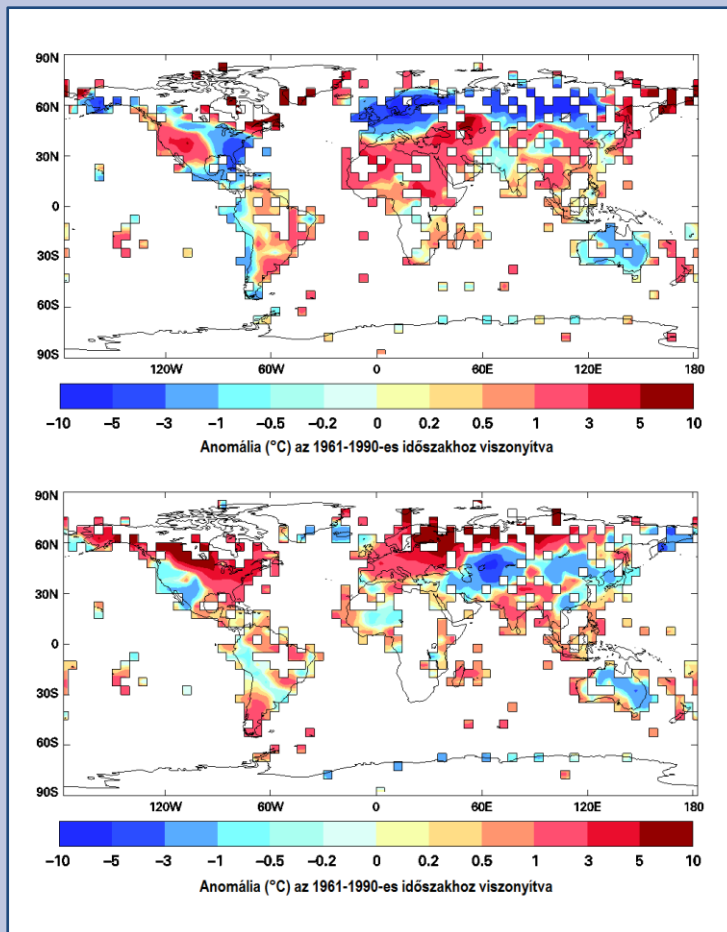 90N
60N
30N
0
30S
60S
90S
120W 60W 0 60E 120E 180
–10 –5 –3 –1 –0.5 –0.2 0 0.2 0.5 1 3 5 10
Anomália (°C) az 1961-1990-es időszakhoz viszonyítva
90N
60N
30N
0
30S
60S
90S
120W 60W 0 60E 120E 180
–10 –5 –3 –1 –0.5 –0.2 0 0.2 0.5 1 3 5 10
Anomália (°C) az 1961-1990-es időszakhoz viszonyítva